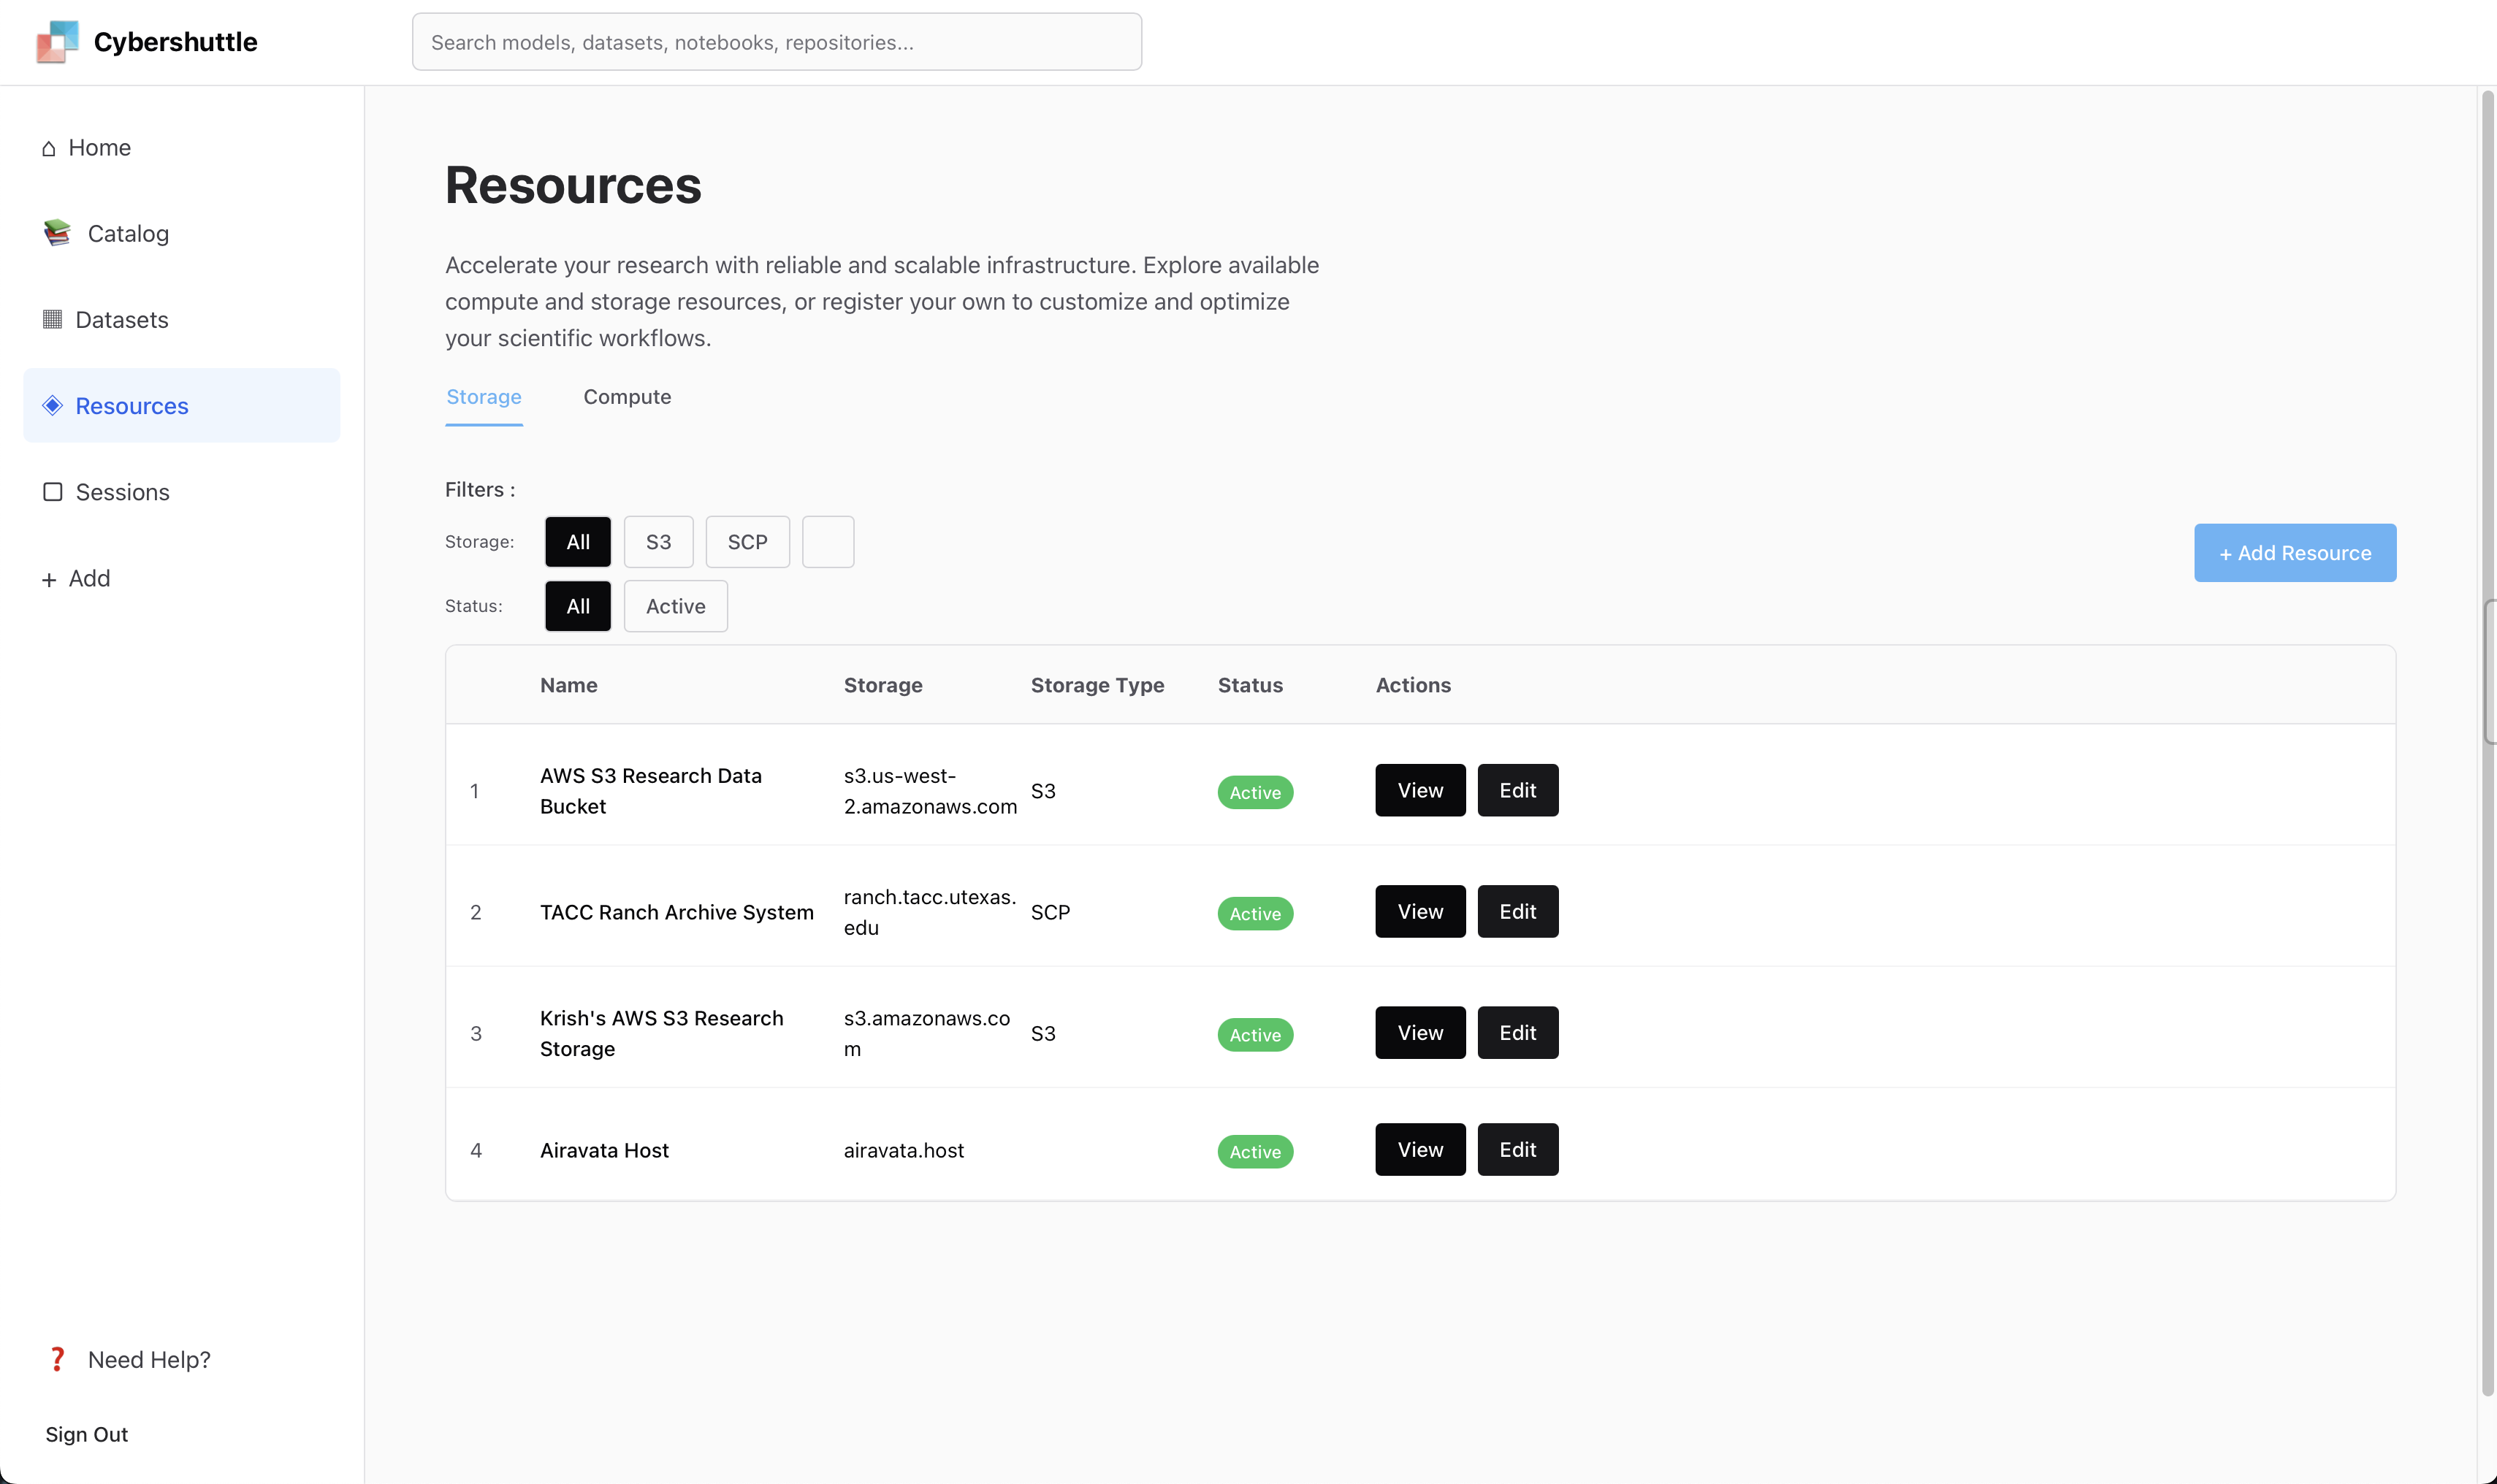 Cybershuttle
Search models, datasets, notebooks, repositories...
Home
Catalog
Datasets
Resources
Sessions
+ Add
Need Help?
Sign Out
Resources
Accelerate your research with reliable and scalable infrastructure. Explore available
compute and storage resources, or register your own to customize and optimize
your scientific workflows.
Storage Compute
Filters :
Storage: All S3 SCP
Status: All Active
+ Add Resource
Name Storage Storage Type Status Actions
1 AWS S3 Research Data
Bucket s3.us-west-
2.amazonaws.com S3 Active View Edit
2 TACC Ranch Archive System ranch.tacc.utexas.
edu SCP Active View Edit
3 Krish's AWS S3 Research
Storage s3.amazonaws.co
m S3 Active View Edit
4 Airavata Host airavata.host Active View Edit